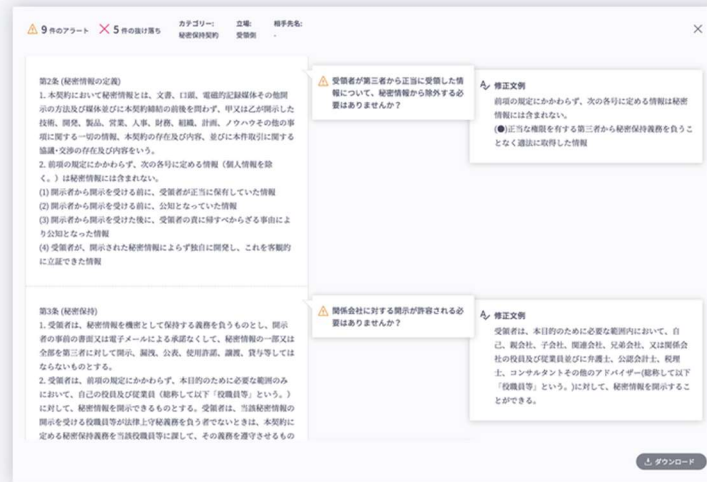 9 件のアラート 5 件の抜け落ち カテゴリー: 立場: 相手先名:
秘密保持契約 受領側 -
第2条 (秘密情報の定義)
1. 本契約において秘密情報とは、文書、口頭、電磁的記録媒体その他開
示の方法及び媒体並びに本契約締結の前後を問わず、甲又は乙が開示した
技術、開発、製品、営業、人事、財務、組織、計画、ノウハウその他の事
項に関する一切の情報、本契約の存在及び内容、並びに本件取引に関する
協議・交渉の存在及び内容をいう。
2. 前項の規定にかかわらず、次の各号に定める情報（個人情報を除
く。）は秘密情報には含まれない。
(1) 開示者から開示を受ける前に、受領者が正当に保有していた情報
(2) 開示者から開示を受ける前に、公知となっていた情報
(3) 開示者から開示を受けた後に、受領者の責に帰すべからざる事由によ
り公知となった情報
(4) 受領者が、開示された秘密情報によらず独自に開発し、これを客観的
に立証できた情報
受領者が第三者から正当に受領した情
報について、秘密情報から除外する必
要はありませんか？
修正文例
前項の規定にかかわらず、次の各号に定める情報は秘密
情報には含まれない。
(●)正当な権限を有する第三者から秘密保持義務を負うこ
となく適法に取得した情報
第3条 (秘密保持)
1. 受領者は、秘密情報を機密として保持する義務を負うものとし、開示
者の事前の書面又は電子メールによる承諾なくして、秘密情報の一部又は
全部を第三者に対して開示、漏洩、公表、使用許諾、譲渡、貸与等しては
ならないものとする。
2. 受領者は、前項の規定にかかわらず、本目的のために必要な範囲のみ
において、自己の役員及び従業員（総称して以下「役職員等」という。）
に対して、秘密情報を開示できるものとする。受領者は、当該秘密情報の
開示を受ける役職員等が法律上守秘義務を負う者でないときは、本契約に
定める秘密保持義務を当該役職員等に課して、その義務を遵守させるもの
関係会社に対する開示が許容される必
要はありませんか？
修正文例
受領者は、本目的のために必要な範囲内において、自
己、親会社、子会社、関連会社、兄弟会社、又は関係会
社の役員及び従業員並びに弁護士、公認会計士、税理
士、コンサルタントその他のアドバイザー(総称して以下
「役職員等」という。)に対して、秘密情報を開示するこ
とができる。
ダウンロード